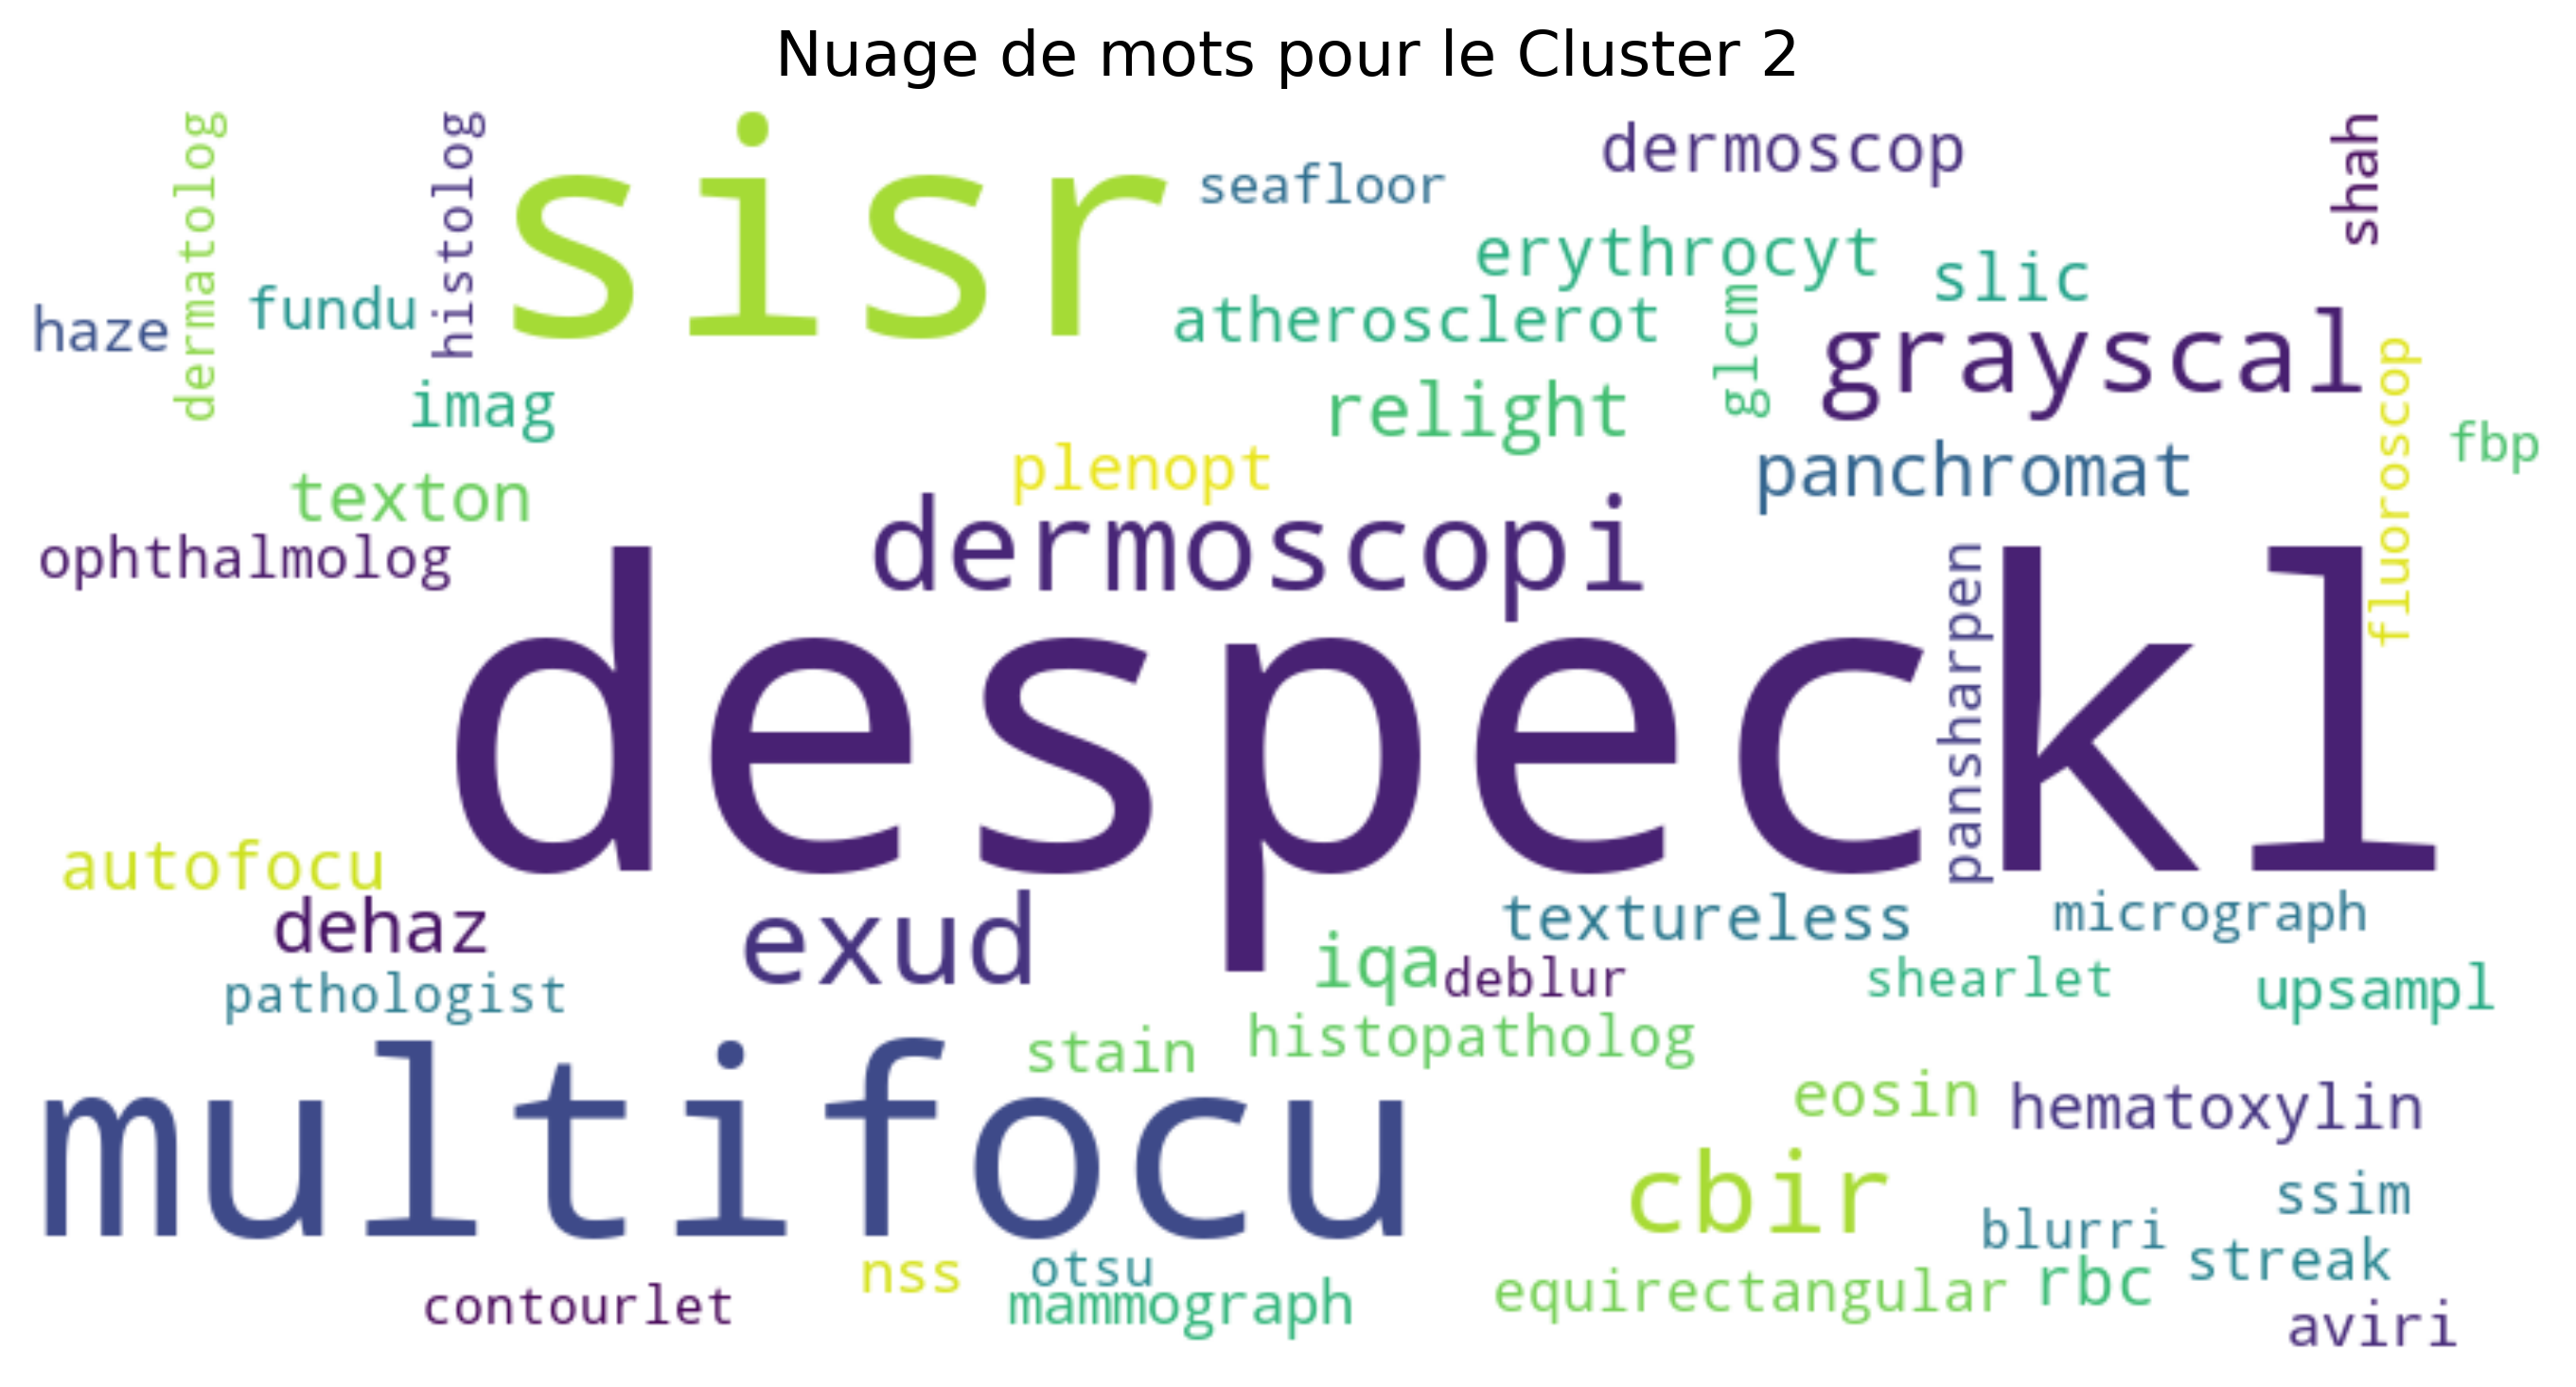 Nuage de mots pour le Cluster 2
dermatolog
histolog
sisr
seafloor
dermoscop
shah
erythrocyt
slic
haze
fundu
atherosclerot
glcm
grayscal
fluoroscop
imag
relight
fbp
plenopt
panchromat
texton
ophthalmolog
dermoscopi
despeckl
pansharpen
autofocu
dehaz
exud
textureless
micrograph
iqa
deblur
shearlet
upsampl
pathologist
stain
histopatholog
multifocu
eosin
hematoxylin
cbir
ssim
blurri
streak
nss
otsu
equirectangular
rbc
contourlet
mammograph
aviri